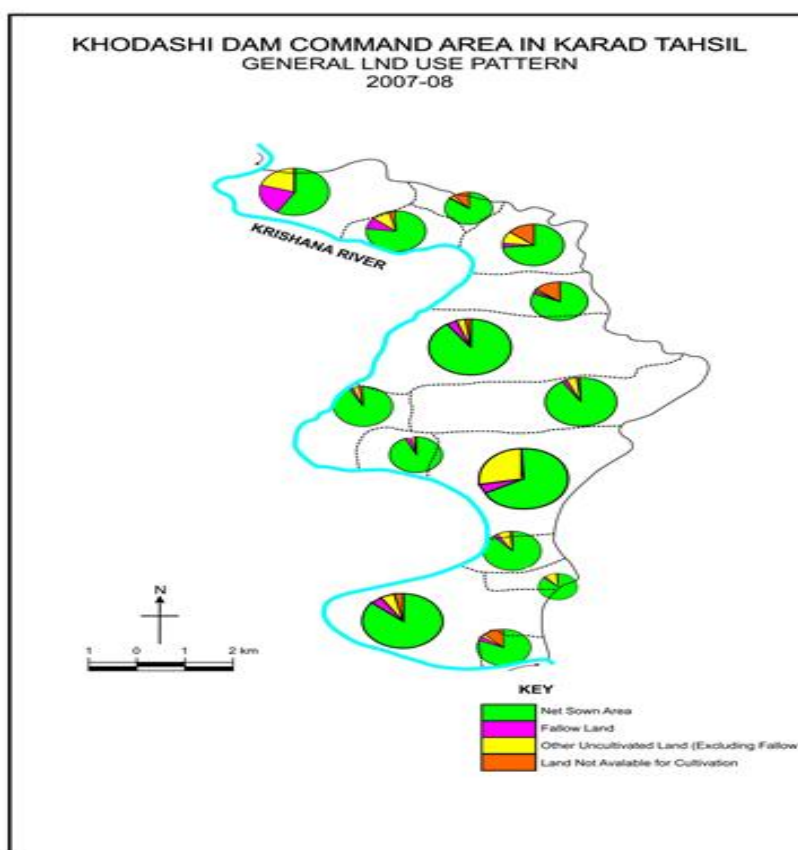 KHODASHI DAM COMMAND AREA IN KARAD TAHSIL
GENERAL LND USE PATTERN
2007-08
KRISHANA RIVER
N
1 0 1 2 km
KEY
Net Sown Area
Fallow Land
Other Uncultivated Land (Excluding Fallow
Land Not Avalable for Cultivation